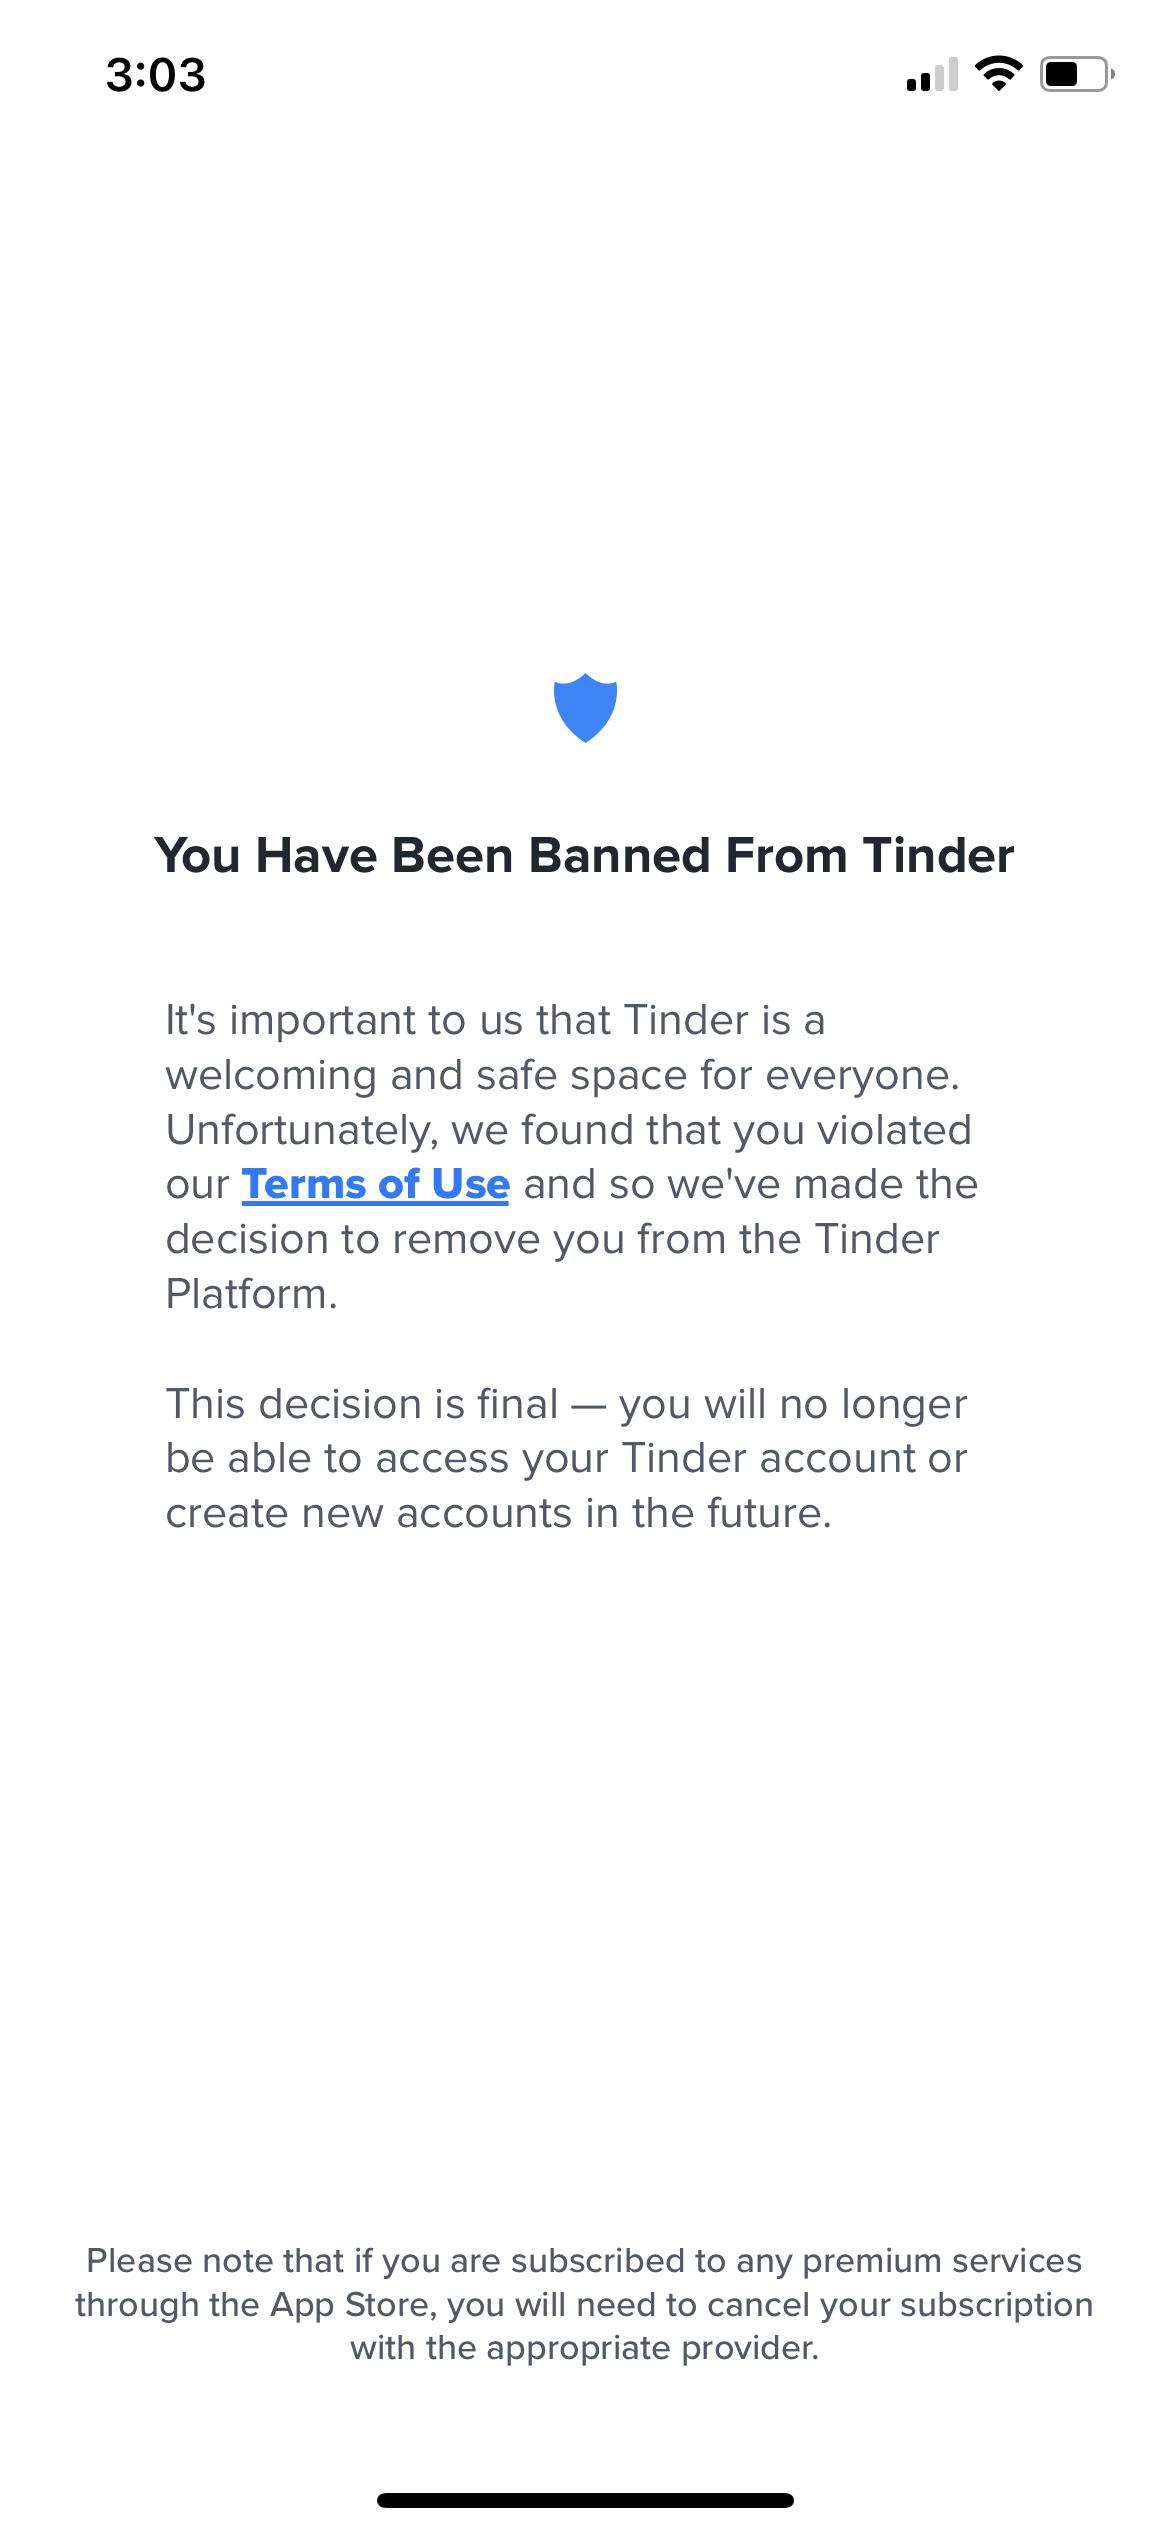 3:03
You Have Been Banned From Tinder
It's important to us that Tinder is a
welcoming and safe space for everyone.
Unfortunately, we found that you violated
our Terms of Use and so we've made the
decision to remove you from the Tinder
Platform.
This decision is final — you will no longer
be able to access your Tinder account or
create new accounts in the future.
Please note that if you are subscribed to any premium services
through the App Store, you will need to cancel your subscription
with the appropriate provider.